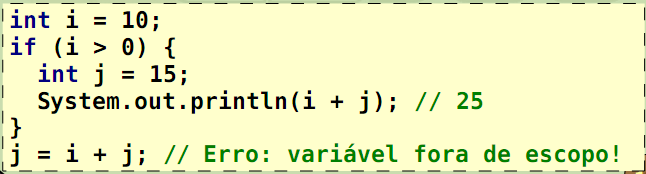 int i = 10;
if (i > 0) {
  int j = 15;
  System.out.println(i + j); // 25
}
j = i + j; // Erro: variável fora de escopo!